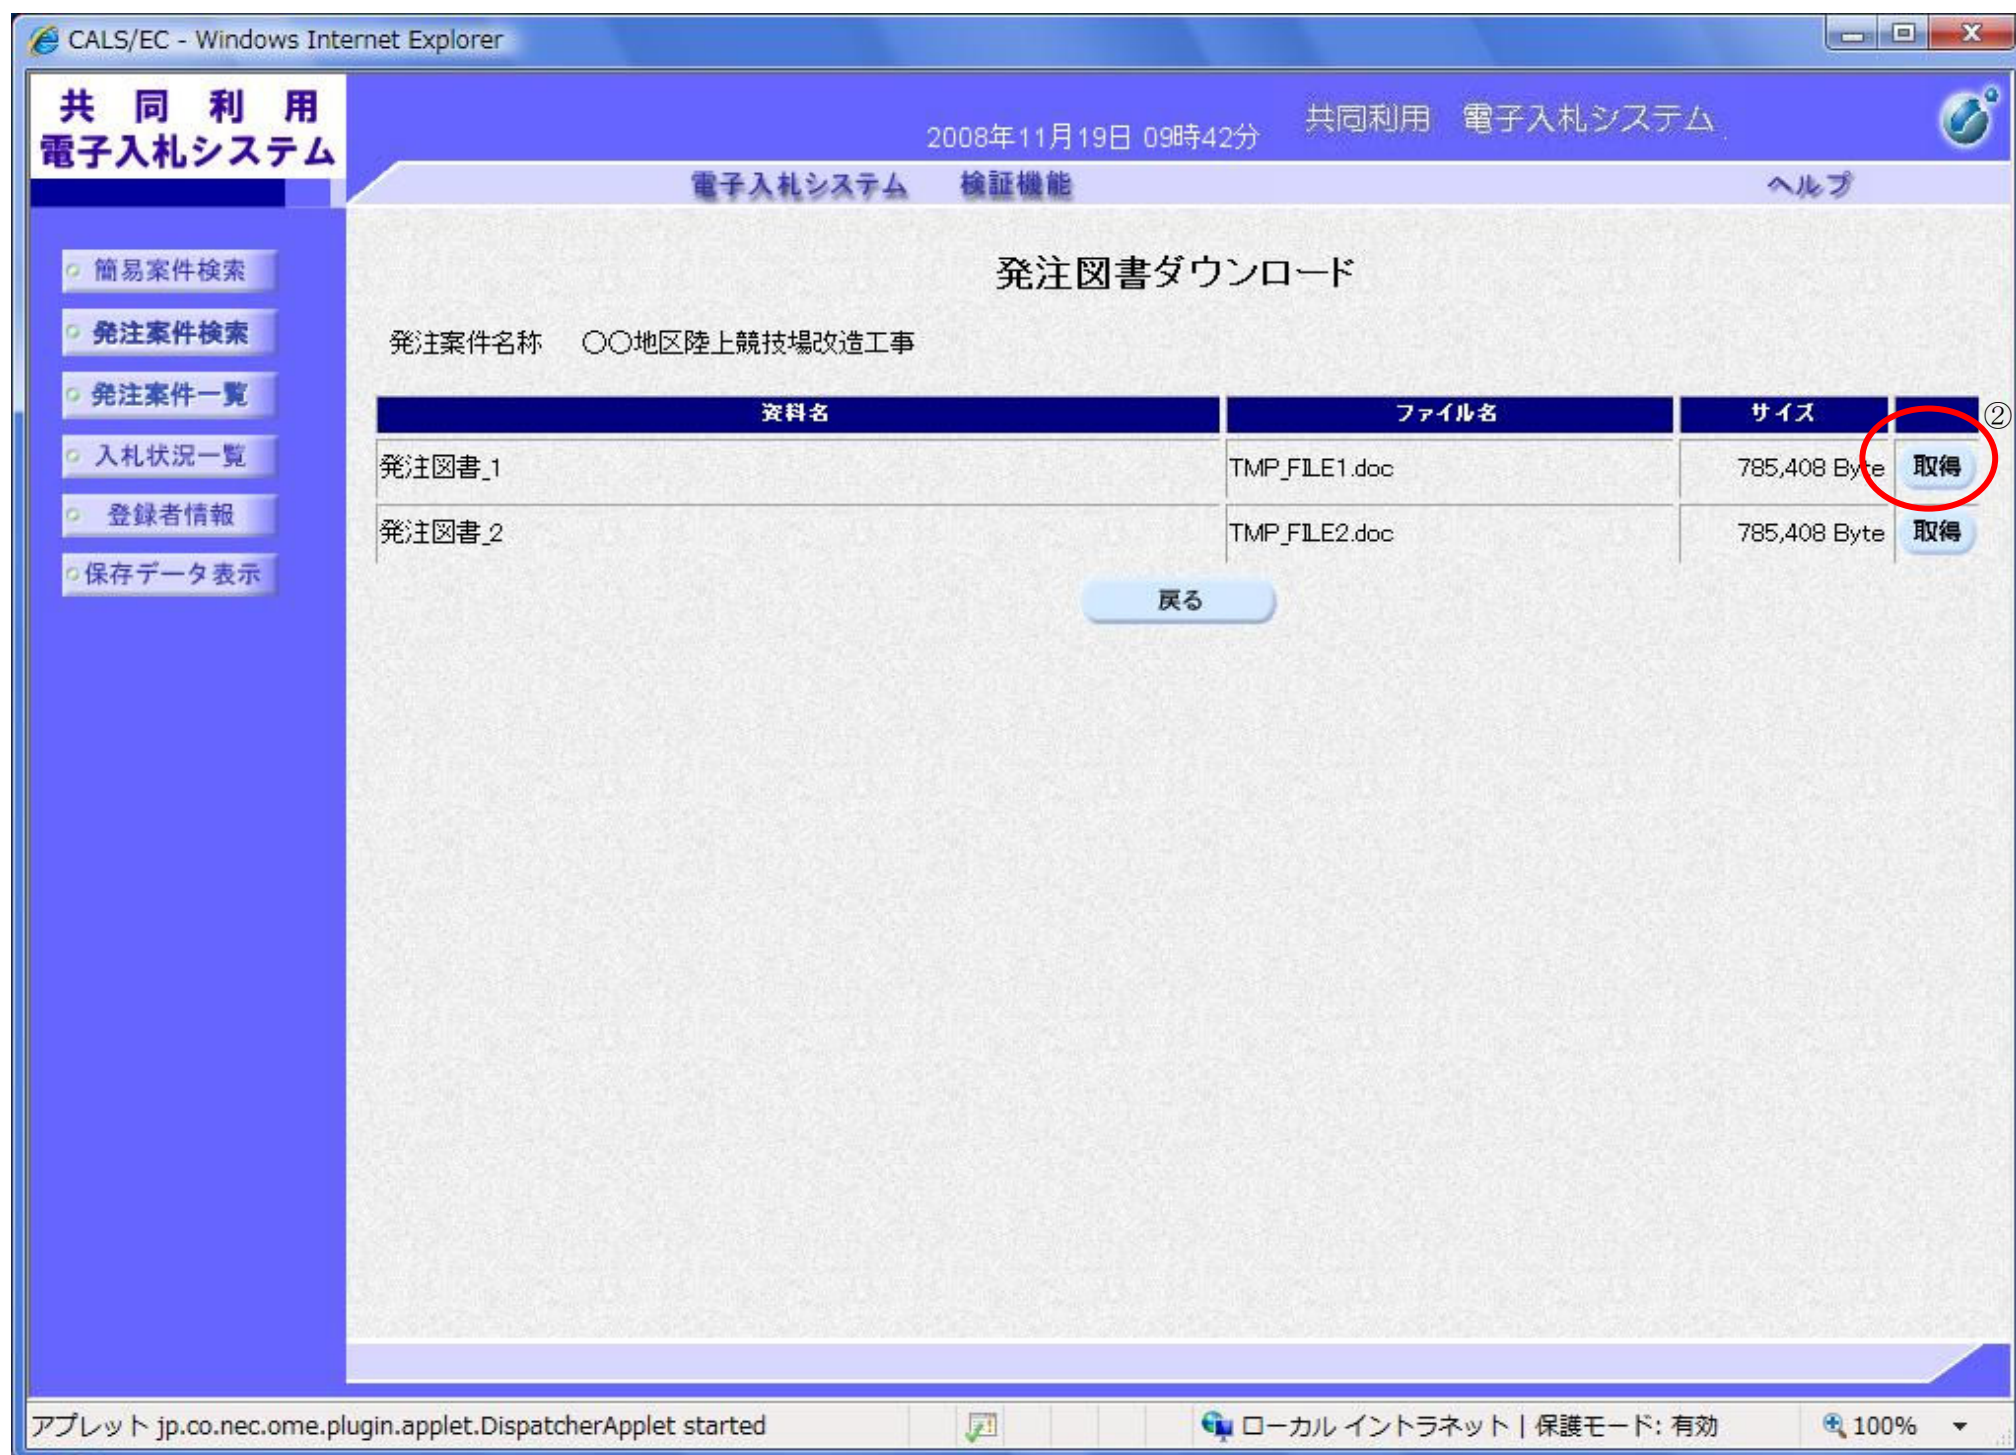 CALS/EC - Windows Internet Explorer
共 同 利 用
電子入札システム
2008年11月19日 09時42分
共同利用 電子入札システム
電子入札システム 検証機能 ヘルプ
簡易案件検索
発注案件検索
発注案件一覧
入札状況一覧
登録者情報
保存データ表示
発注図書ダウンロード
発注案件名称 〇〇地区陸上競技場改造工事
資料名 ファイル名 サイズ
②
発注図書_1 TMP_FILE1.doc 785,408 Byte 取得
発注図書_2 TMP_FILE2.doc 785,408 Byte 取得
戻る
アプレット jp.co.nec.ome.plugin.applet.DispatcherApplet started ローカル イントラネット | 保護モード: 有効 100%